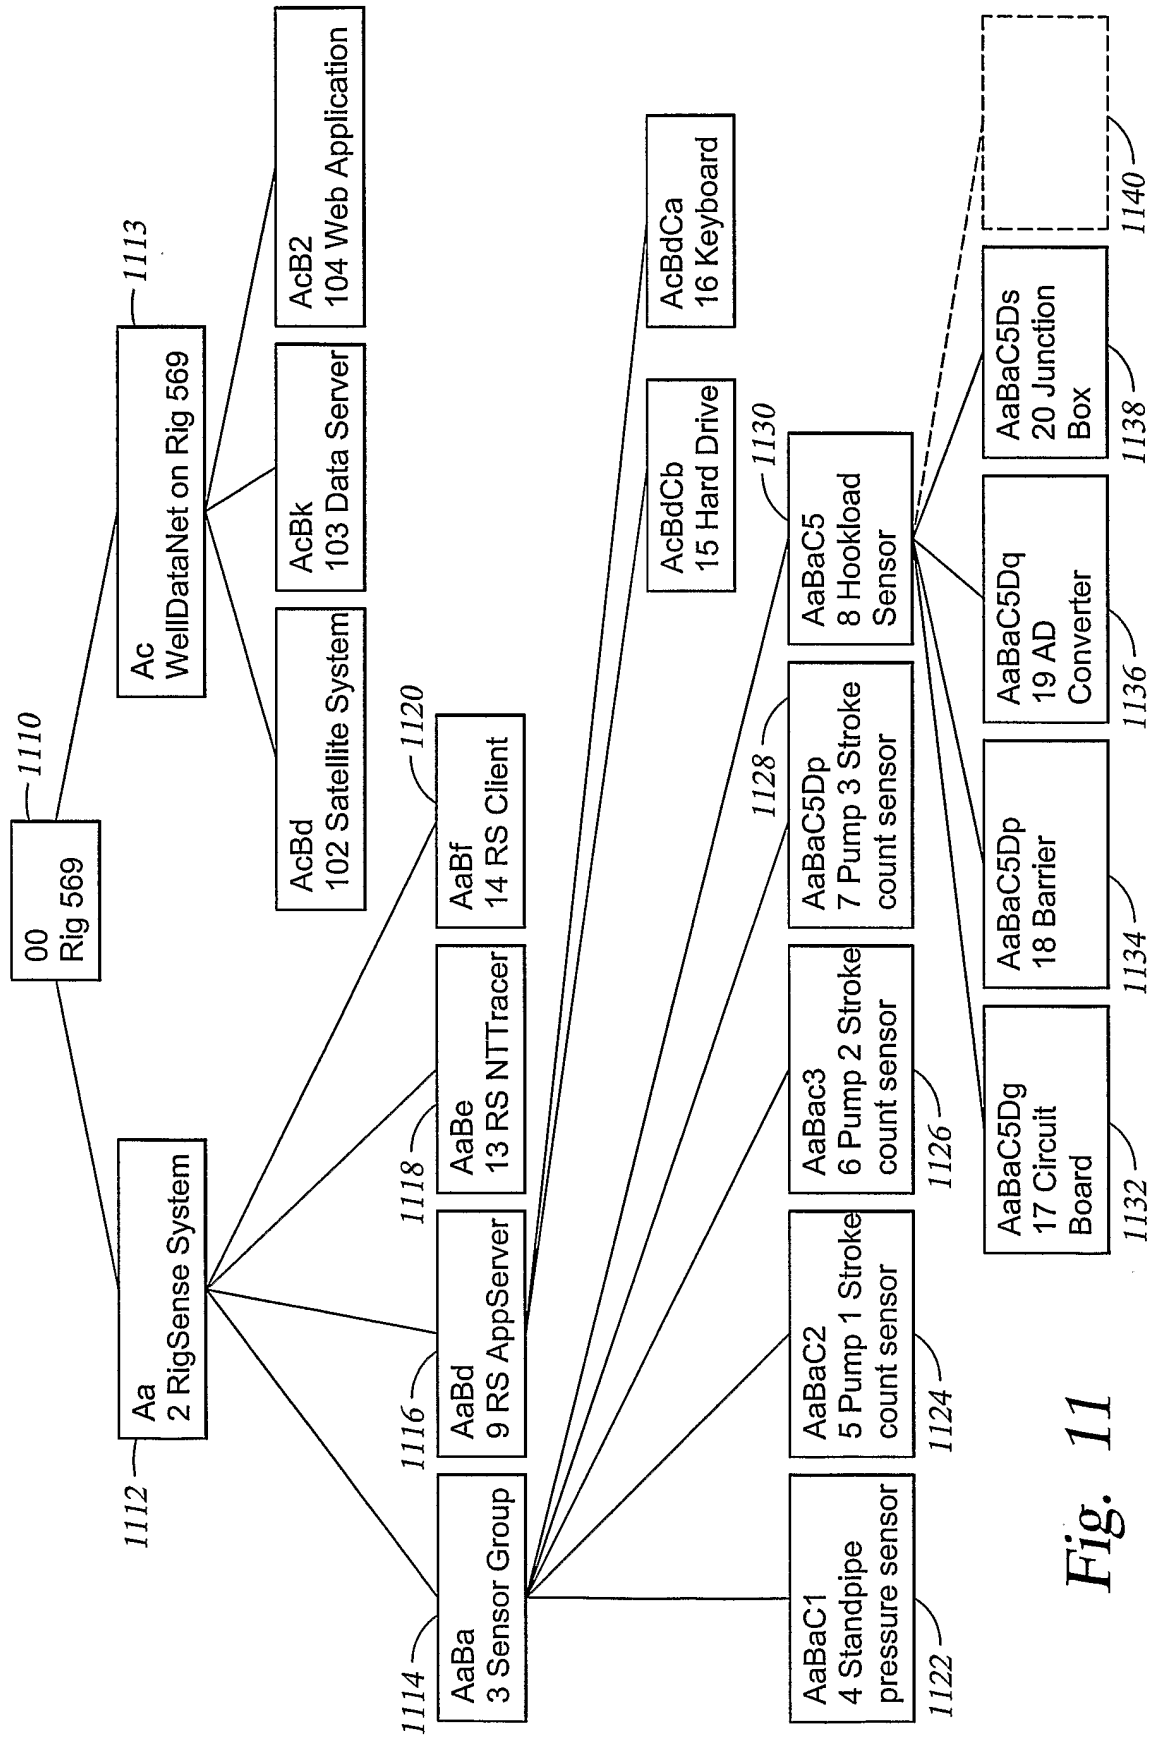 1110
00
Rig 569
1112
Aa
2 RigSense System
1113
Ac
WellDataNet on Rig 569
AcBd
102 Satellite System
AcBk
103 Data Server
AcB2
104 Web Application
1114
AaBa
3 Sensor Group
1116
AaBd
9 RS AppServer
1118
AaBe
13 RS NTTracer
1120
AaBf
14 RS Client
AcBdCb
15 Hard Drive
AcBdCa
16 Keyboard
AaBaC1
4 Standpipe
pressure sensor
1122
AaBaC2
5 Pump 1 Stroke
count sensor
1124
AaBac3
6 Pump 2 Stroke
count sensor
1126
1128
AaBaC5Dp
7 Pump 3 Stroke
count sensor
1130
AaBaC5
8 Hookload
Sensor
AaBaC5Dg
17 Circuit
Board
1132
AaBaC5Dp
18 Barrier
1134
AaBaC5Dq
19 AD
Converter
1136
AaBaC5Ds
20 Junction
Box
1138
1140
Fig. 11